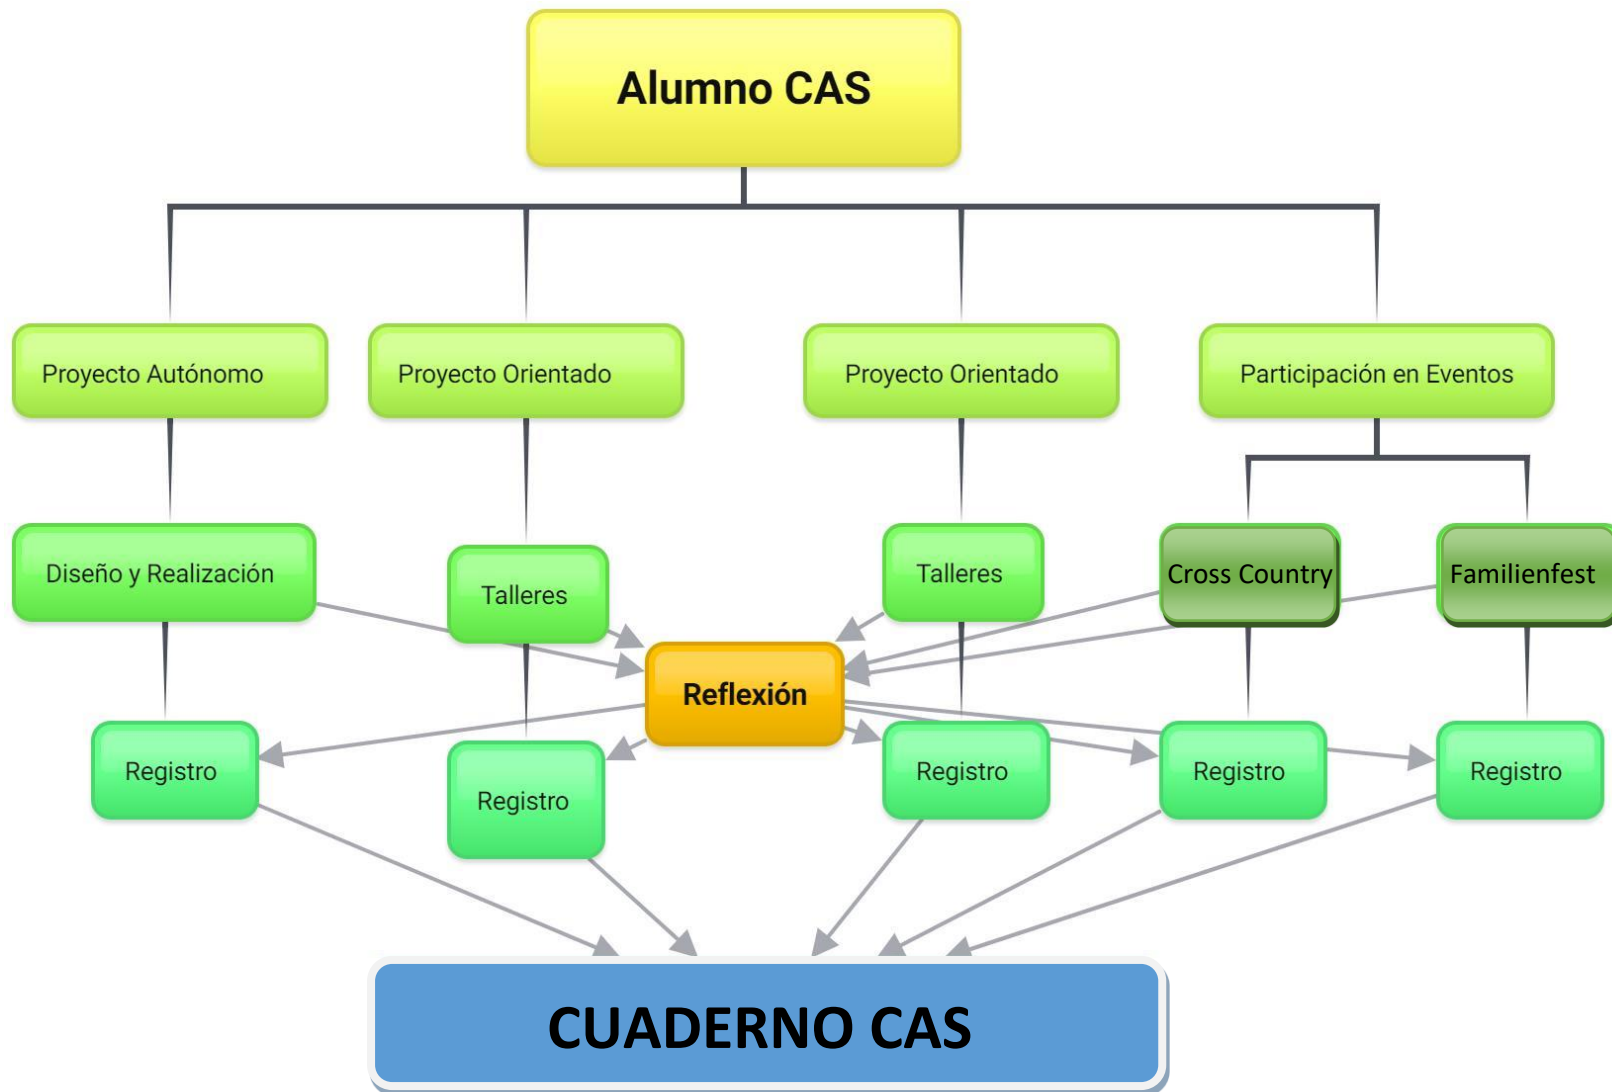 Alumno CAS
Proyecto Autónomo
Proyecto Orientado
Proyecto Orientado
Participación en Eventos
Diseño y Realización
Talleres
Talleres
Cross Country
Familienfest
Reflexión
Registro
Registro
Registro
Registro
Registro
CUADERNO CAS